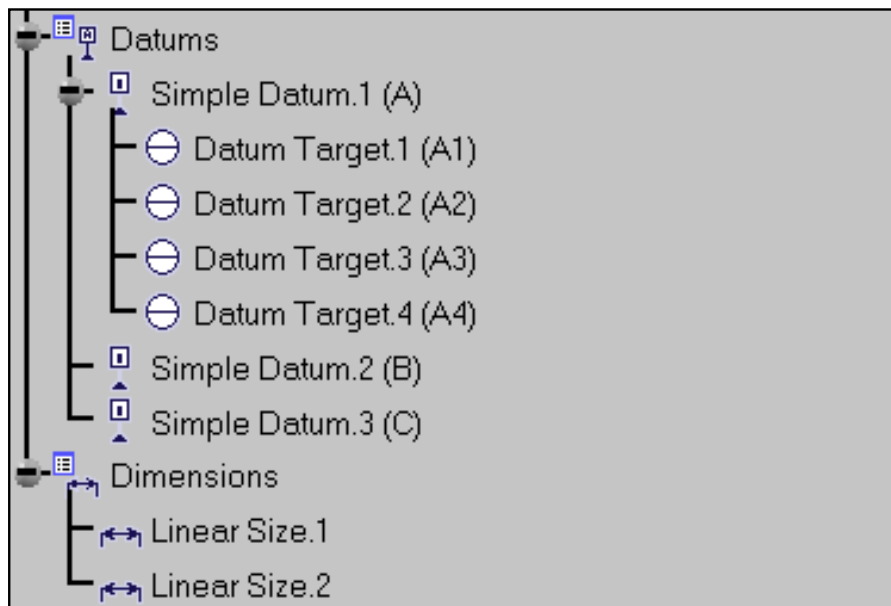 Datums
Simple Datum.1 (A)
Datum Target.1 (A1)
Datum Target.2 (A2)
Datum Target.3 (A3)
Datum Target.4 (A4)
Simple Datum.2 (B)
Simple Datum.3 (C)
Dimensions
Linear Size.1
Linear Size.2